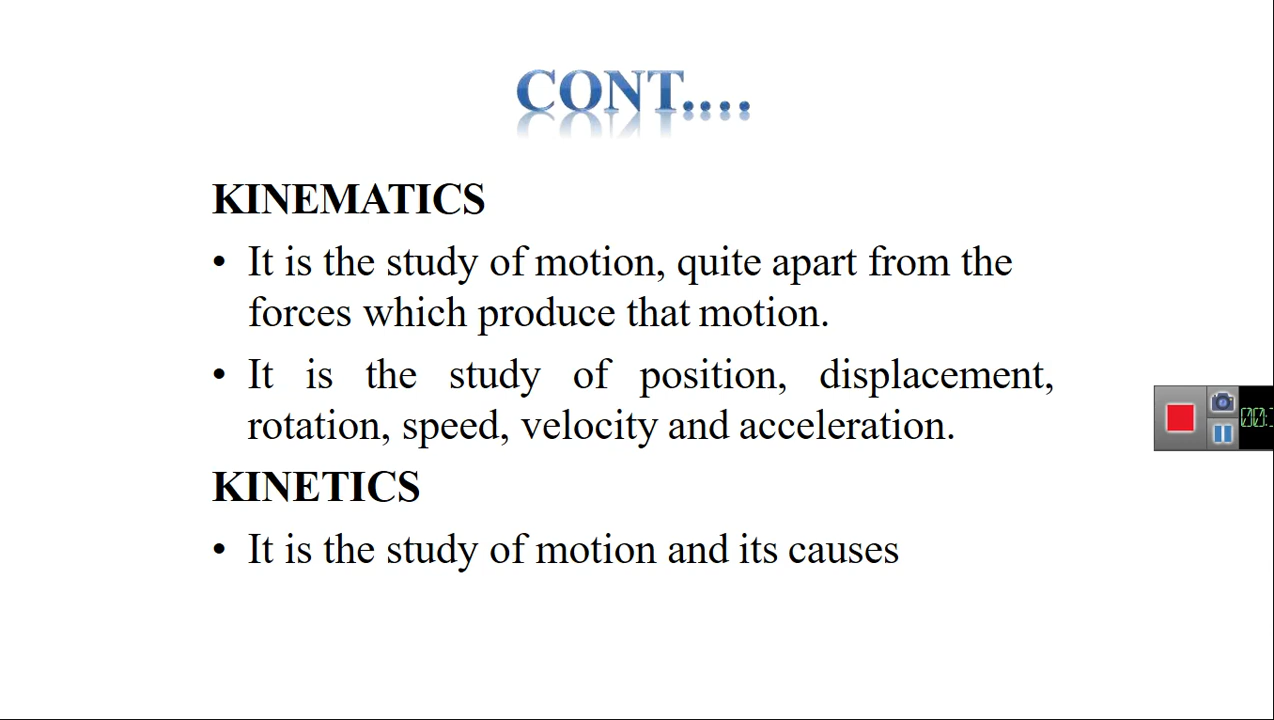 CONT....
KINEMATICS
• It is the study of motion, quite apart from the
forces which produce that motion.
• It is the study of position, displacement,
rotation, speed, velocity and acceleration.
KINETICS
• It is the study of motion and its causes